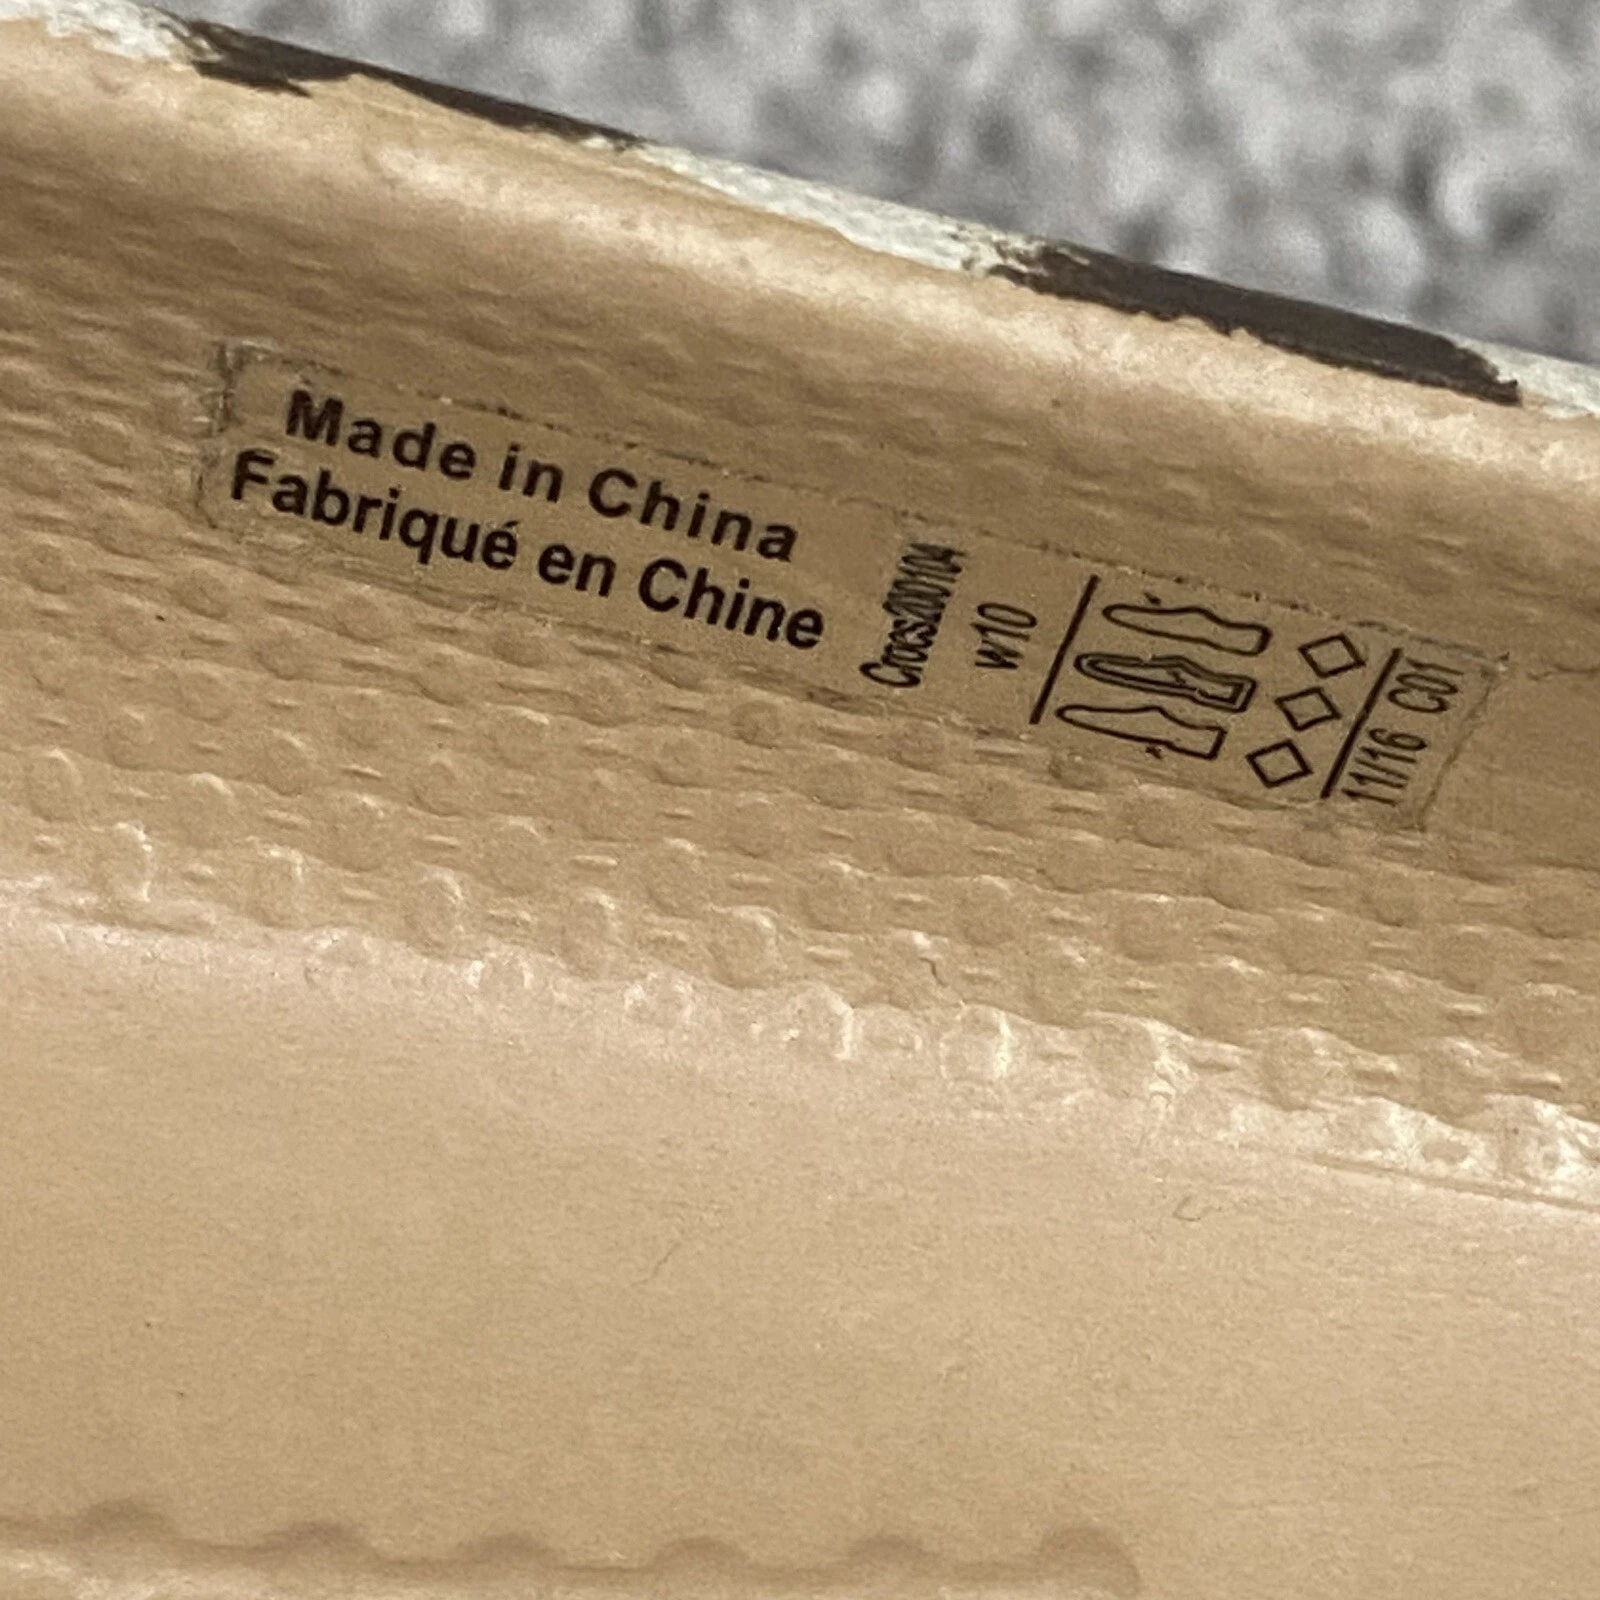 Made in China
Fabriqué en Chine
Crocs200104
w10
11/16 C01